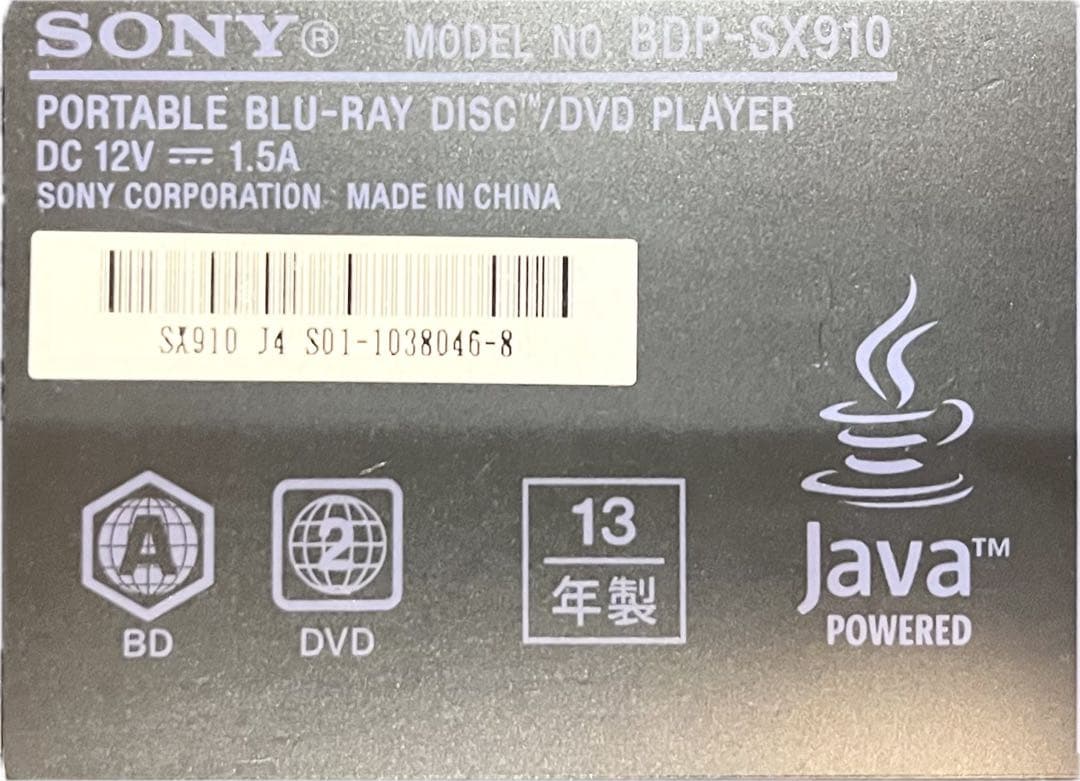 SONY® MODEL NO. BDP-SX910
PORTABLE BLU-RAY DISC™/DVD PLAYER
DC 12V ⎓ 1.5A
SONY CORPORATION MADE IN CHINA
SX910 J4 S01-1038046-8
A
BD
2
DVD
13
年製
Java™
POWERED